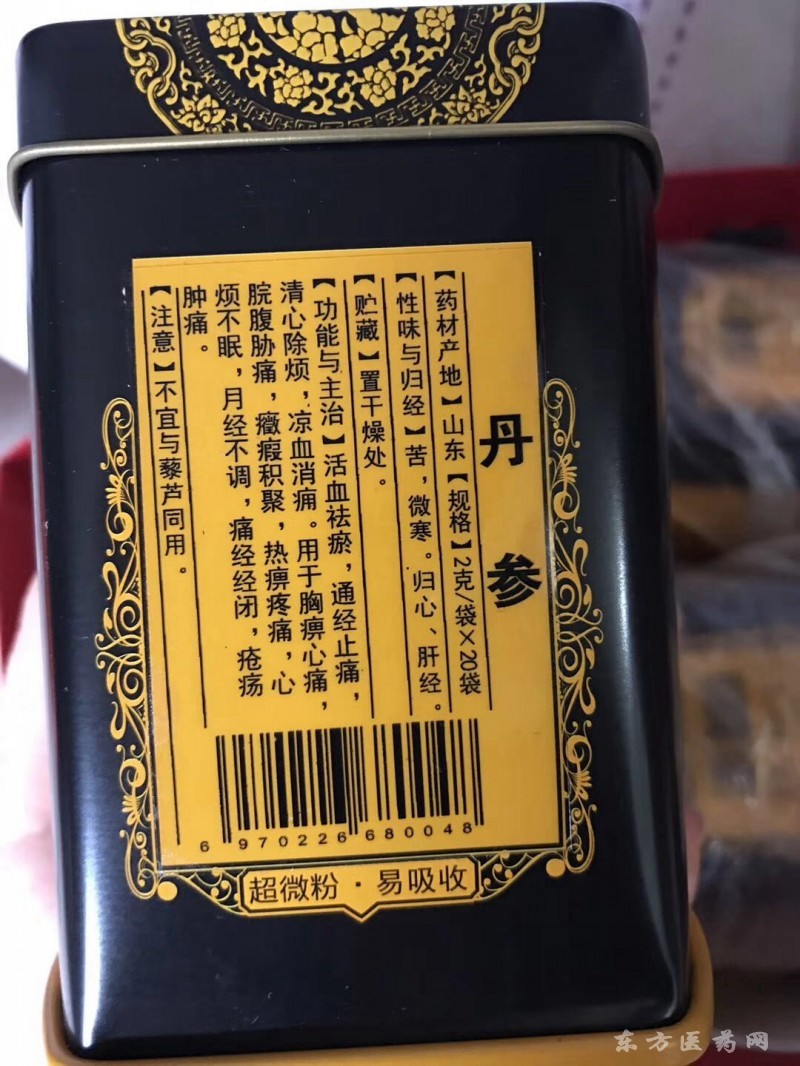 丹参
【药材产地】山东【规格】2克/袋×20袋
【性味与归经】苦，微寒。归心、肝经。
【贮藏】置干燥处。
【功能与主治】活血祛瘀，通经止痛，
清心除烦，凉血消痈。用于胸痹心痛，
脘腹胁痛，癥瘕积聚，热痹疼痛，心
烦不眠，月经不调，痛经经闭，疮疡
肿痛。
【注意】不宜与藜芦同用。
6 970226 680048
超微粉·易吸收
东方医药网